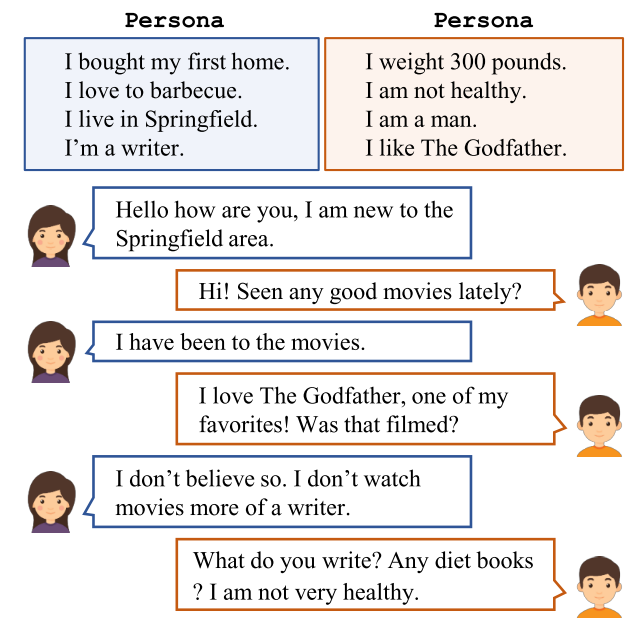 Persona
Persona
I bought my first home.
I love to barbecue.
I live in Springfield.
I'm a writer.
I weight 300 pounds.
I am not healthy.
I am a man.
I like The Godfather.
Hello how are you, I am new to the
Springfield area.
Hi! Seen any good movies lately?
I have been to the movies.
I love The Godfather, one of my
favorites! Was that filmed?
I don't believe so. I don't watch
movies more of a writer.
What do you write? Any diet books
? I am not very healthy.